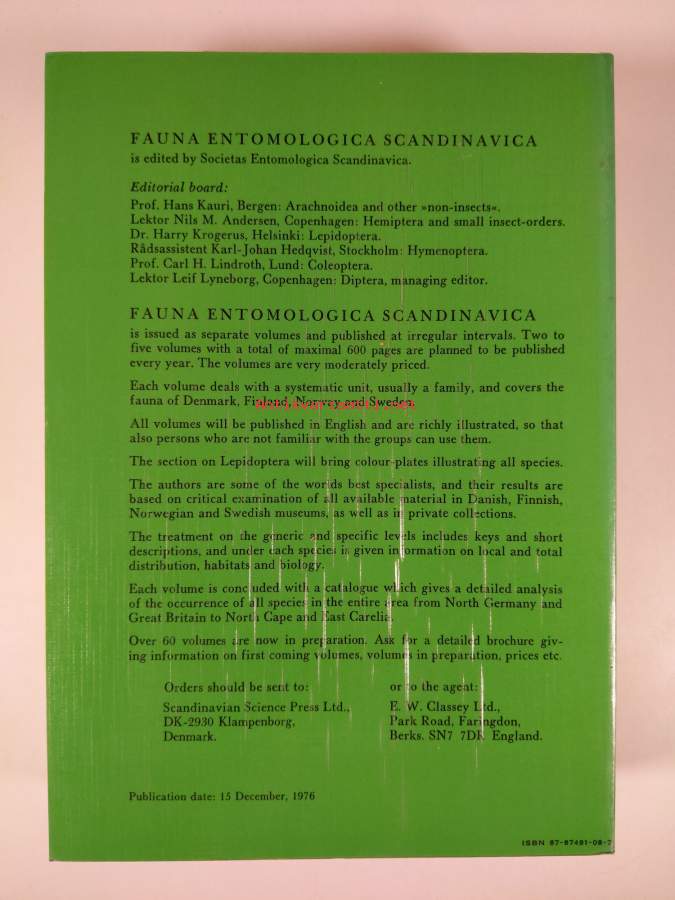 FAUNA ENTOMOLOGICA SCANDINAVICA
is edited by Societas Entomologica Scandinavica.
Editorial board:
Prof. Hans Kauri, Bergen: Arachnoidea and other »non-insects«.
Lektor Nils M. Andersen, Copenhagen: Hemiptera and small insect-orders.
Dr. Harry Krogerus, Helsinki: Lepidoptera.
Rådsassistent Karl-Johan Hedqvist, Stockholm: Hymenoptera.
Prof. Carl H. Lindroth, Lund: Coleoptera.
Lektor Leif Lyneborg, Copenhagen: Diptera, managing editor.
FAUNA ENTOMOLOGICA SCANDINAVICA
is issued as separate volumes and published at irregular intervals. Two to
five volumes with a total of maximal 600 pages are planned to be published
every year. The volumes are very moderately priced.
Each volume deals with a systematic unit, usually a family, and covers the
fauna of Denmark, Finland, Norway and Sweden.
All volumes will be published in English and are richly illustrated, so that
also persons who are not familiar with the groups can use them.
The section on Lepidoptera will bring colour-plates illustrating all species.
The authors are some of the worlds best specialists, and their results are
based on critical examination of all available material in Danish, Finnish,
Norwegian and Swedish museums, as well as in private collections.
The treatment on the generic and specific levels includes keys and short
descriptions, and under each species is given information on local and total
distribution, habitats and biology.
Each volume is concluded with a catalogue which gives a detailed analysis
of the occurrence of all species in the entire area from North Germany and
Great Britain to North Cape and East Carelia.
Over 60 volumes are now in preparation. Ask for a detailed brochure giv-
ing information on first coming volumes, volumes in preparation, prices etc.
Orders should be sent to:
Scandinavian Science Press Ltd.,
DK-2930 Klampenborg,
Denmark.
or to the agent:
E. W. Classey Ltd.,
Park Road, Faringdon,
Berks. SN7 7DR England.
Publication date: 15 December, 1976
ISBN 87-87491-08-7